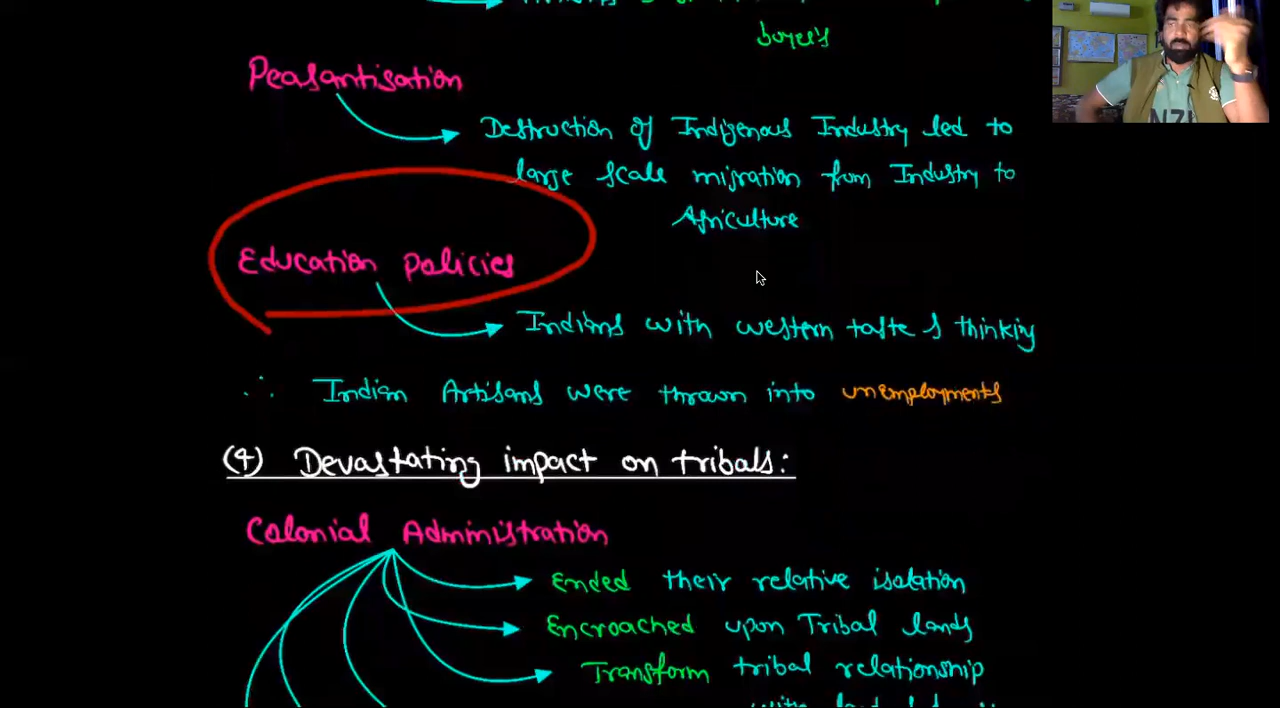 buyer's
Peasantisation
Destruction of Indigenous Industry led to
large scale migration from Industry to
Agriculture
Education policies
Indians with western taste & thinking
∴ Indian Artisans were thrown into unemployments
(4) Devastating impact on tribals:
Colonial Administration
Ended their relative isolation
Encroached upon Tribal lands
Transform tribal relationship